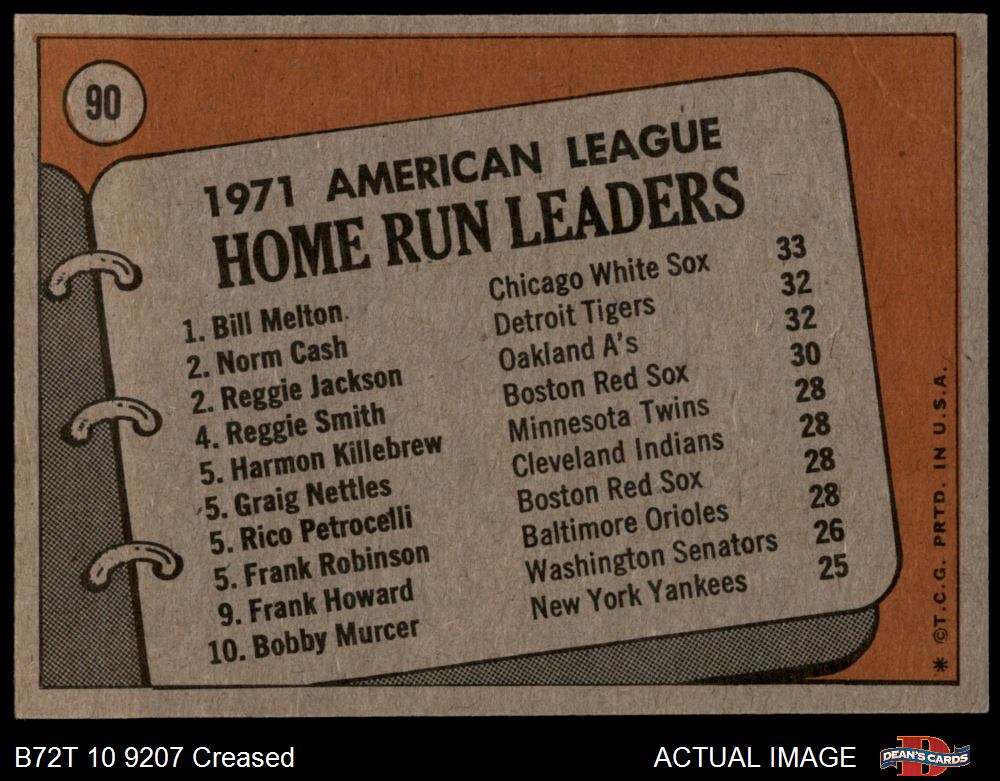 90
1971 AMERICAN LEAGUE
HOME RUN LEADERS
1. Bill Melton Chicago White Sox 33
2. Norm Cash Detroit Tigers 32
2. Reggie Jackson Oakland A's 32
4. Reggie Smith Boston Red Sox 30
5. Harmon Killebrew Minnesota Twins 28
5. Graig Nettles Cleveland Indians 28
5. Rico Petrocelli Boston Red Sox 28
5. Frank Robinson Baltimore Orioles 28
9. Frank Howard Washington Senators 26
10. Bobby Murcer New York Yankees 25
* ©T.C.G. PRTD. IN U.S.A.
B72T 10 9207 Creased ACTUAL IMAGE DEAN'S CARDS